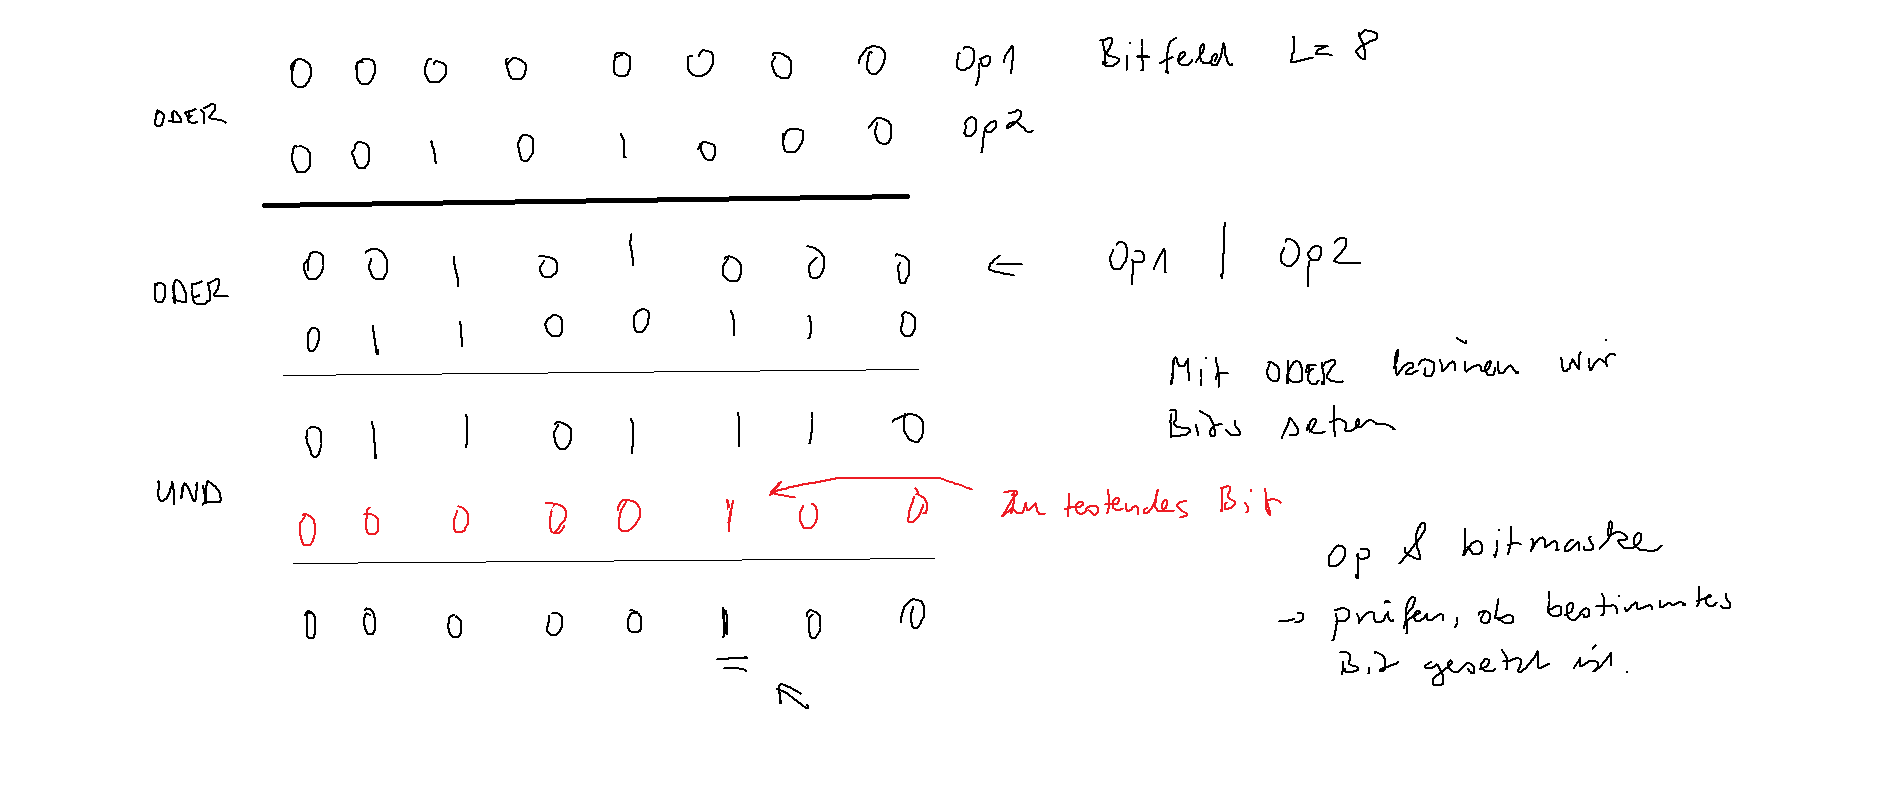 0 0 0 0 0 0 0 0 Op1 Bitfeld L= 8
ODER
0 0 1 0 1 0 0 0 Op2
0 0 1 0 1 0 0 0 ← Op1 | Op2
ODER
0 1 1 0 0 1 1 0
Mit ODER können wir
Bits setzen
0 1 1 0 1 1 1 0
UND
0 0 0 0 0 1 0 0 Zu testendes Bit
op & bitmaske
0 0 0 0 0 1 0 0
→ prüfen, ob bestimmtes
Bit gesetzt ist.